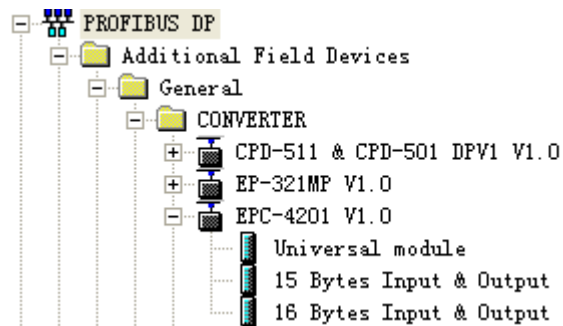 PROFIBUS DP
Additional Field Devices
General
CONVERTER
CPD-511 & CPD-501 DPV1 V1.0
EP-321MP V1.0
EPC-4201 V1.0
Universal module
15 Bytes Input & Output
16 Bytes Input & Output